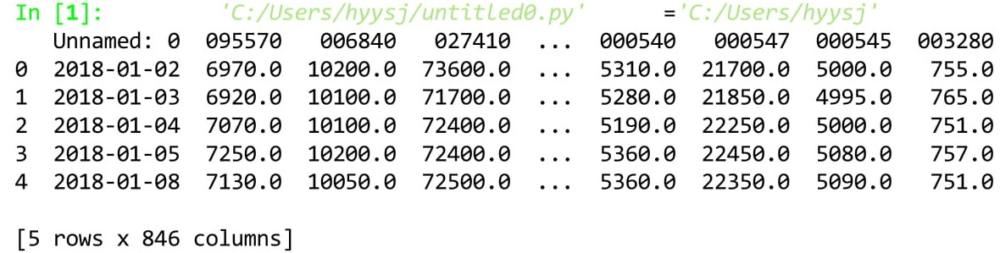 In [1]: 'C:/Users/hyysj/untitled0.py' ='C:/Users/hyysj'
Unnamed: 0 095570 006840 027410 ... 000540 000547 000545 003280
0 2018-01-02 6970.0 10200.0 73600.0 ... 5310.0 21700.0 5000.0 755.0
1 2018-01-03 6920.0 10100.0 71700.0 ... 5280.0 21850.0 4995.0 765.0
2 2018-01-04 7070.0 10100.0 72400.0 ... 5190.0 22250.0 5000.0 751.0
3 2018-01-05 7250.0 10200.0 72400.0 ... 5360.0 22450.0 5080.0 757.0
4 2018-01-08 7130.0 10050.0 72500.0 ... 5360.0 22350.0 5090.0 751.0
[5 rows x 846 columns]